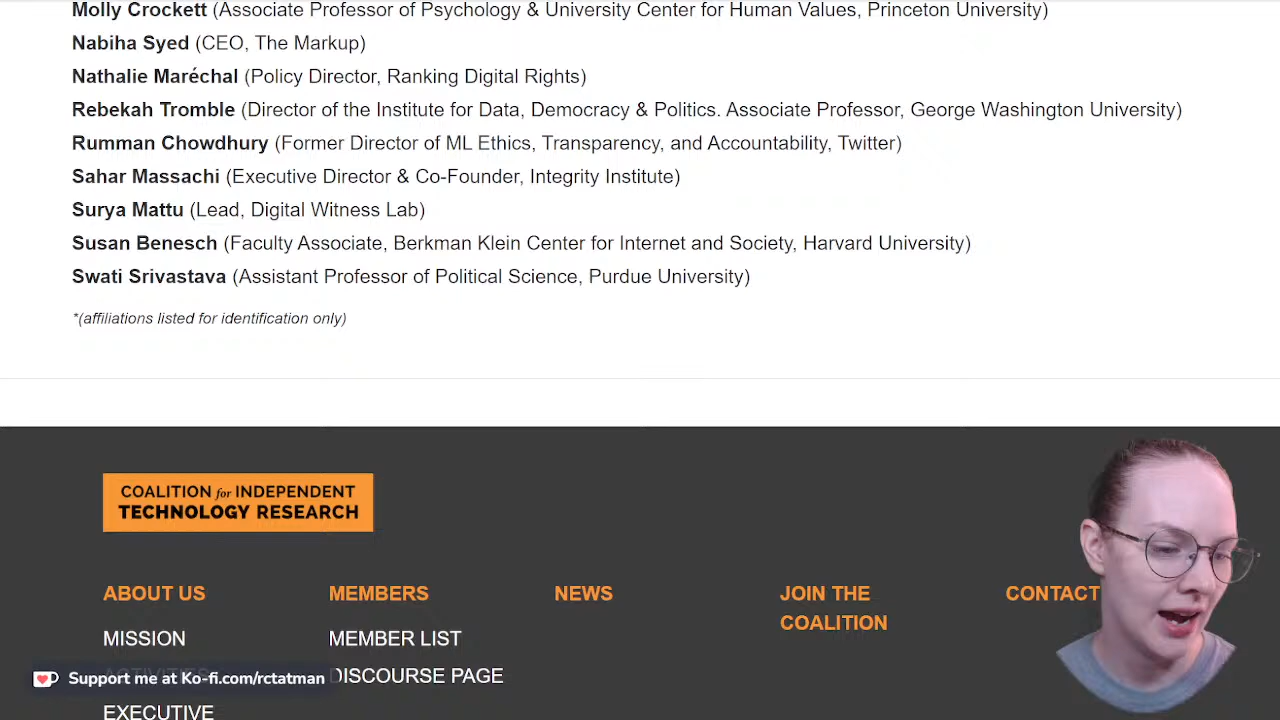 Molly Crockett (Associate Professor of Psychology & University Center for Human Values, Princeton University)
Nabiha Syed (CEO, The Markup)
Nathalie Maréchal (Policy Director, Ranking Digital Rights)
Rebekah Tromble (Director of the Institute for Data, Democracy & Politics. Associate Professor, George Washington University)
Rumman Chowdhury (Former Director of ML Ethics, Transparency, and Accountability, Twitter)
Sahar Massachi (Executive Director & Co-Founder, Integrity Institute)
Surya Mattu (Lead, Digital Witness Lab)
Susan Benesch (Faculty Associate, Berkman Klein Center for Internet and Society, Harvard University)
Swati Srivastava (Assistant Professor of Political Science, Purdue University)
*(affiliations listed for identification only)
COALITION for INDEPENDENT
TECHNOLOGY RESEARCH
ABOUT US
MISSION
EXECUTIVE
MEMBERS
MEMBER LIST
DISCOURSE PAGE
NEWS
JOIN THE
COALITION
CONTACT
Support me at Ko-fi.com/rctatman